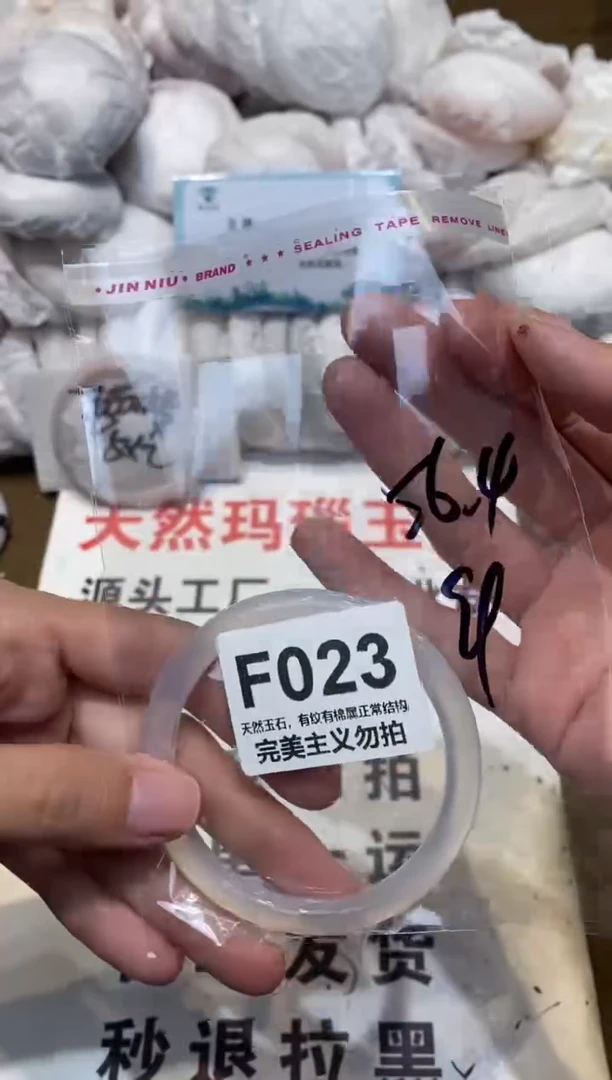 • JIN NIU • BRAND * * * SEALING TAPE REMOVE LINE
56.4
天然玛瑙玉
源头工厂
F023
天然玉石，有纹有棉属正常结构
完美主义勿拍
拍
运
发货
秒退拉黑